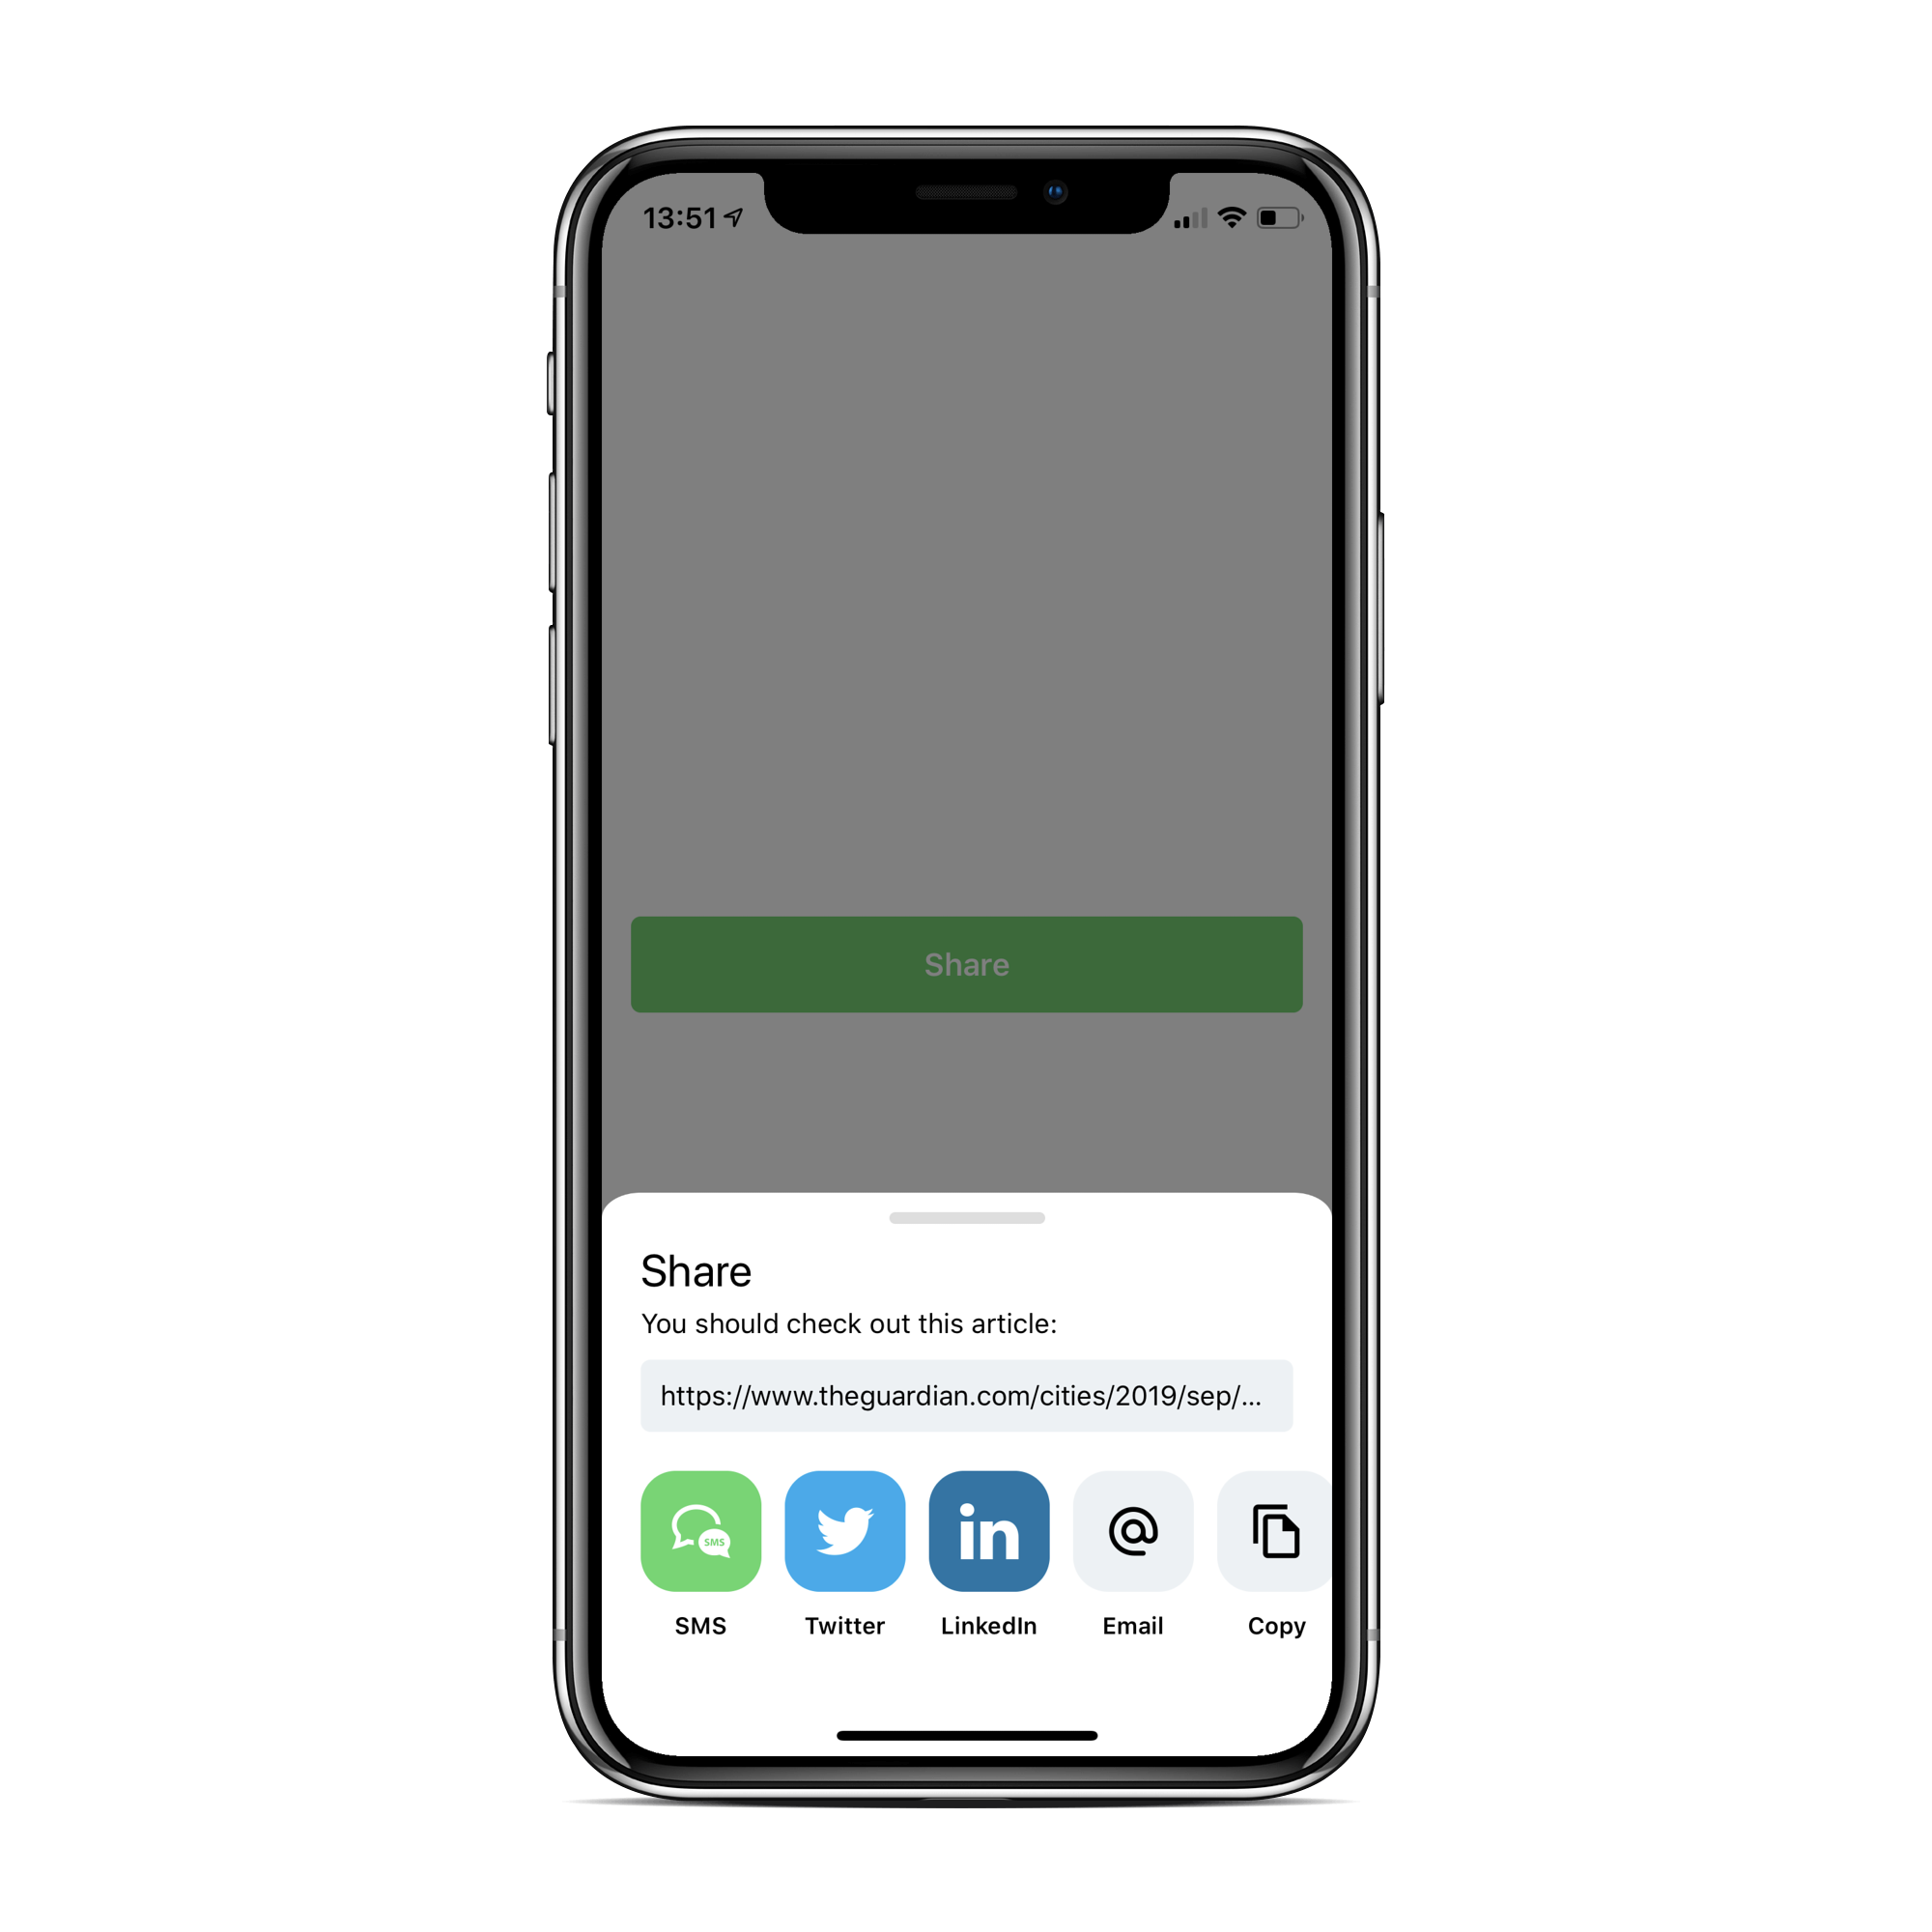 13:51
Share
Share
You should check out this article:
https://www.theguardian.com/cities/2019/sep/...
SMS
in
SMS Twitter LinkedIn Email Copy